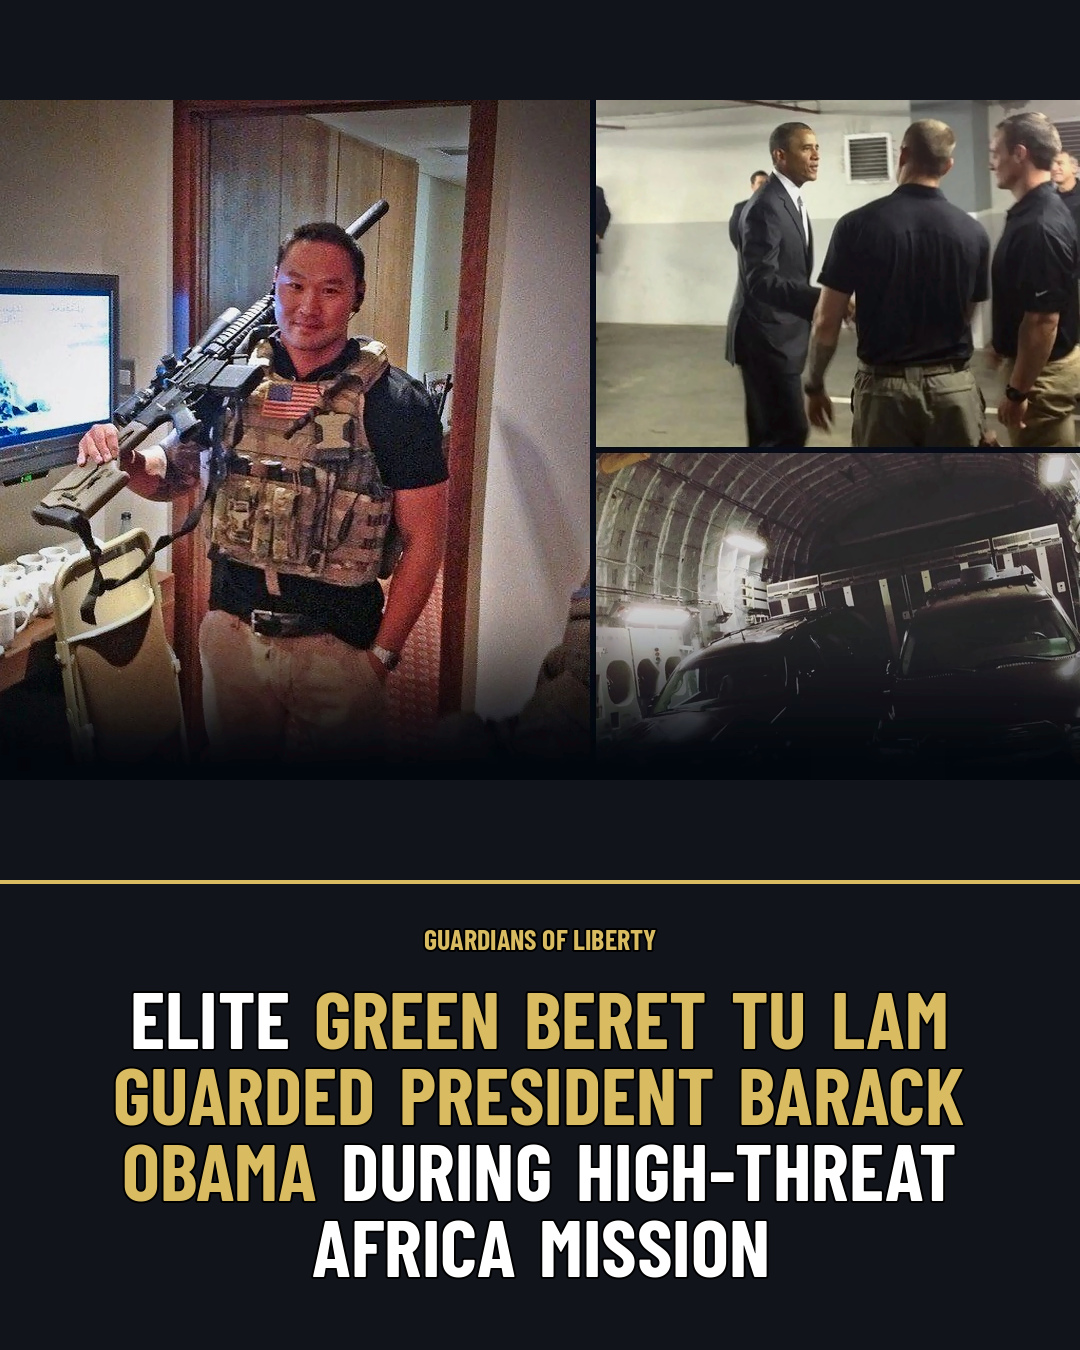 GUARDIANS OF LIBERTY
ELITE GREEN BERET TU LAM
GUARDED PRESIDENT BARACK
OBAMA DURING HIGH-THREAT
AFRICA MISSION